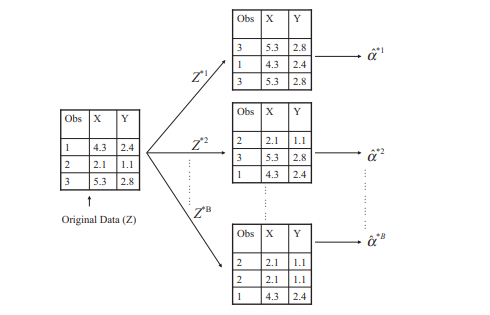 Obs X Y
3 5.3 2.8
1 4.3 2.4
3 5.3 2.8
Z*1
α̂*1
Obs X Y
1 4.3 2.4
2 2.1 1.1
3 5.3 2.8
Original Data (Z)
Z*2
Obs X Y
2 2.1 1.1
3 5.3 2.8
1 4.3 2.4
α̂*2
Z*B
Obs X Y
2 2.1 1.1
2 2.1 1.1
1 4.3 2.4
α̂*B